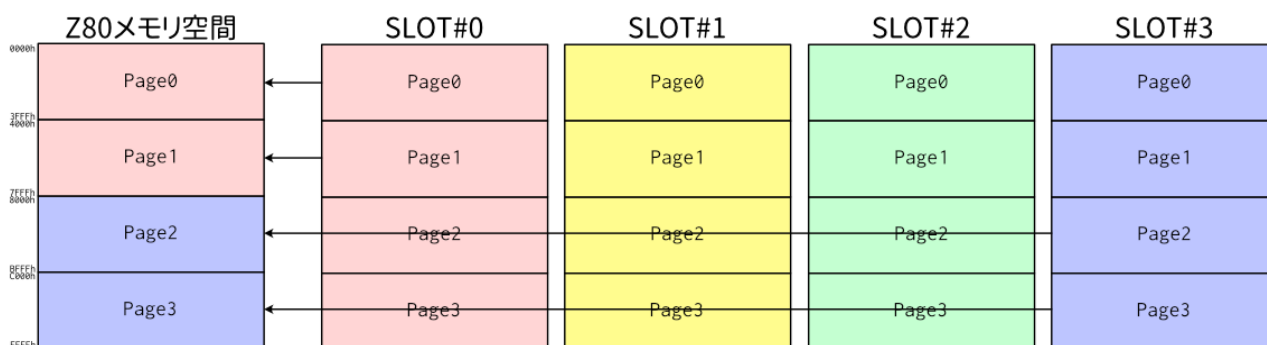 Z80メモリ空間 SLOT#0 SLOT#1 SLOT#2 SLOT#3
0000h
Page0 Page0 Page0 Page0 Page0
3FFFh
4000h
Page1 Page1 Page1 Page1 Page1
7FFFh
8000h
Page2 Page2 Page2 Page2 Page2
BFFFh
C000h
Page3 Page3 Page3 Page3 Page3
FFFFh